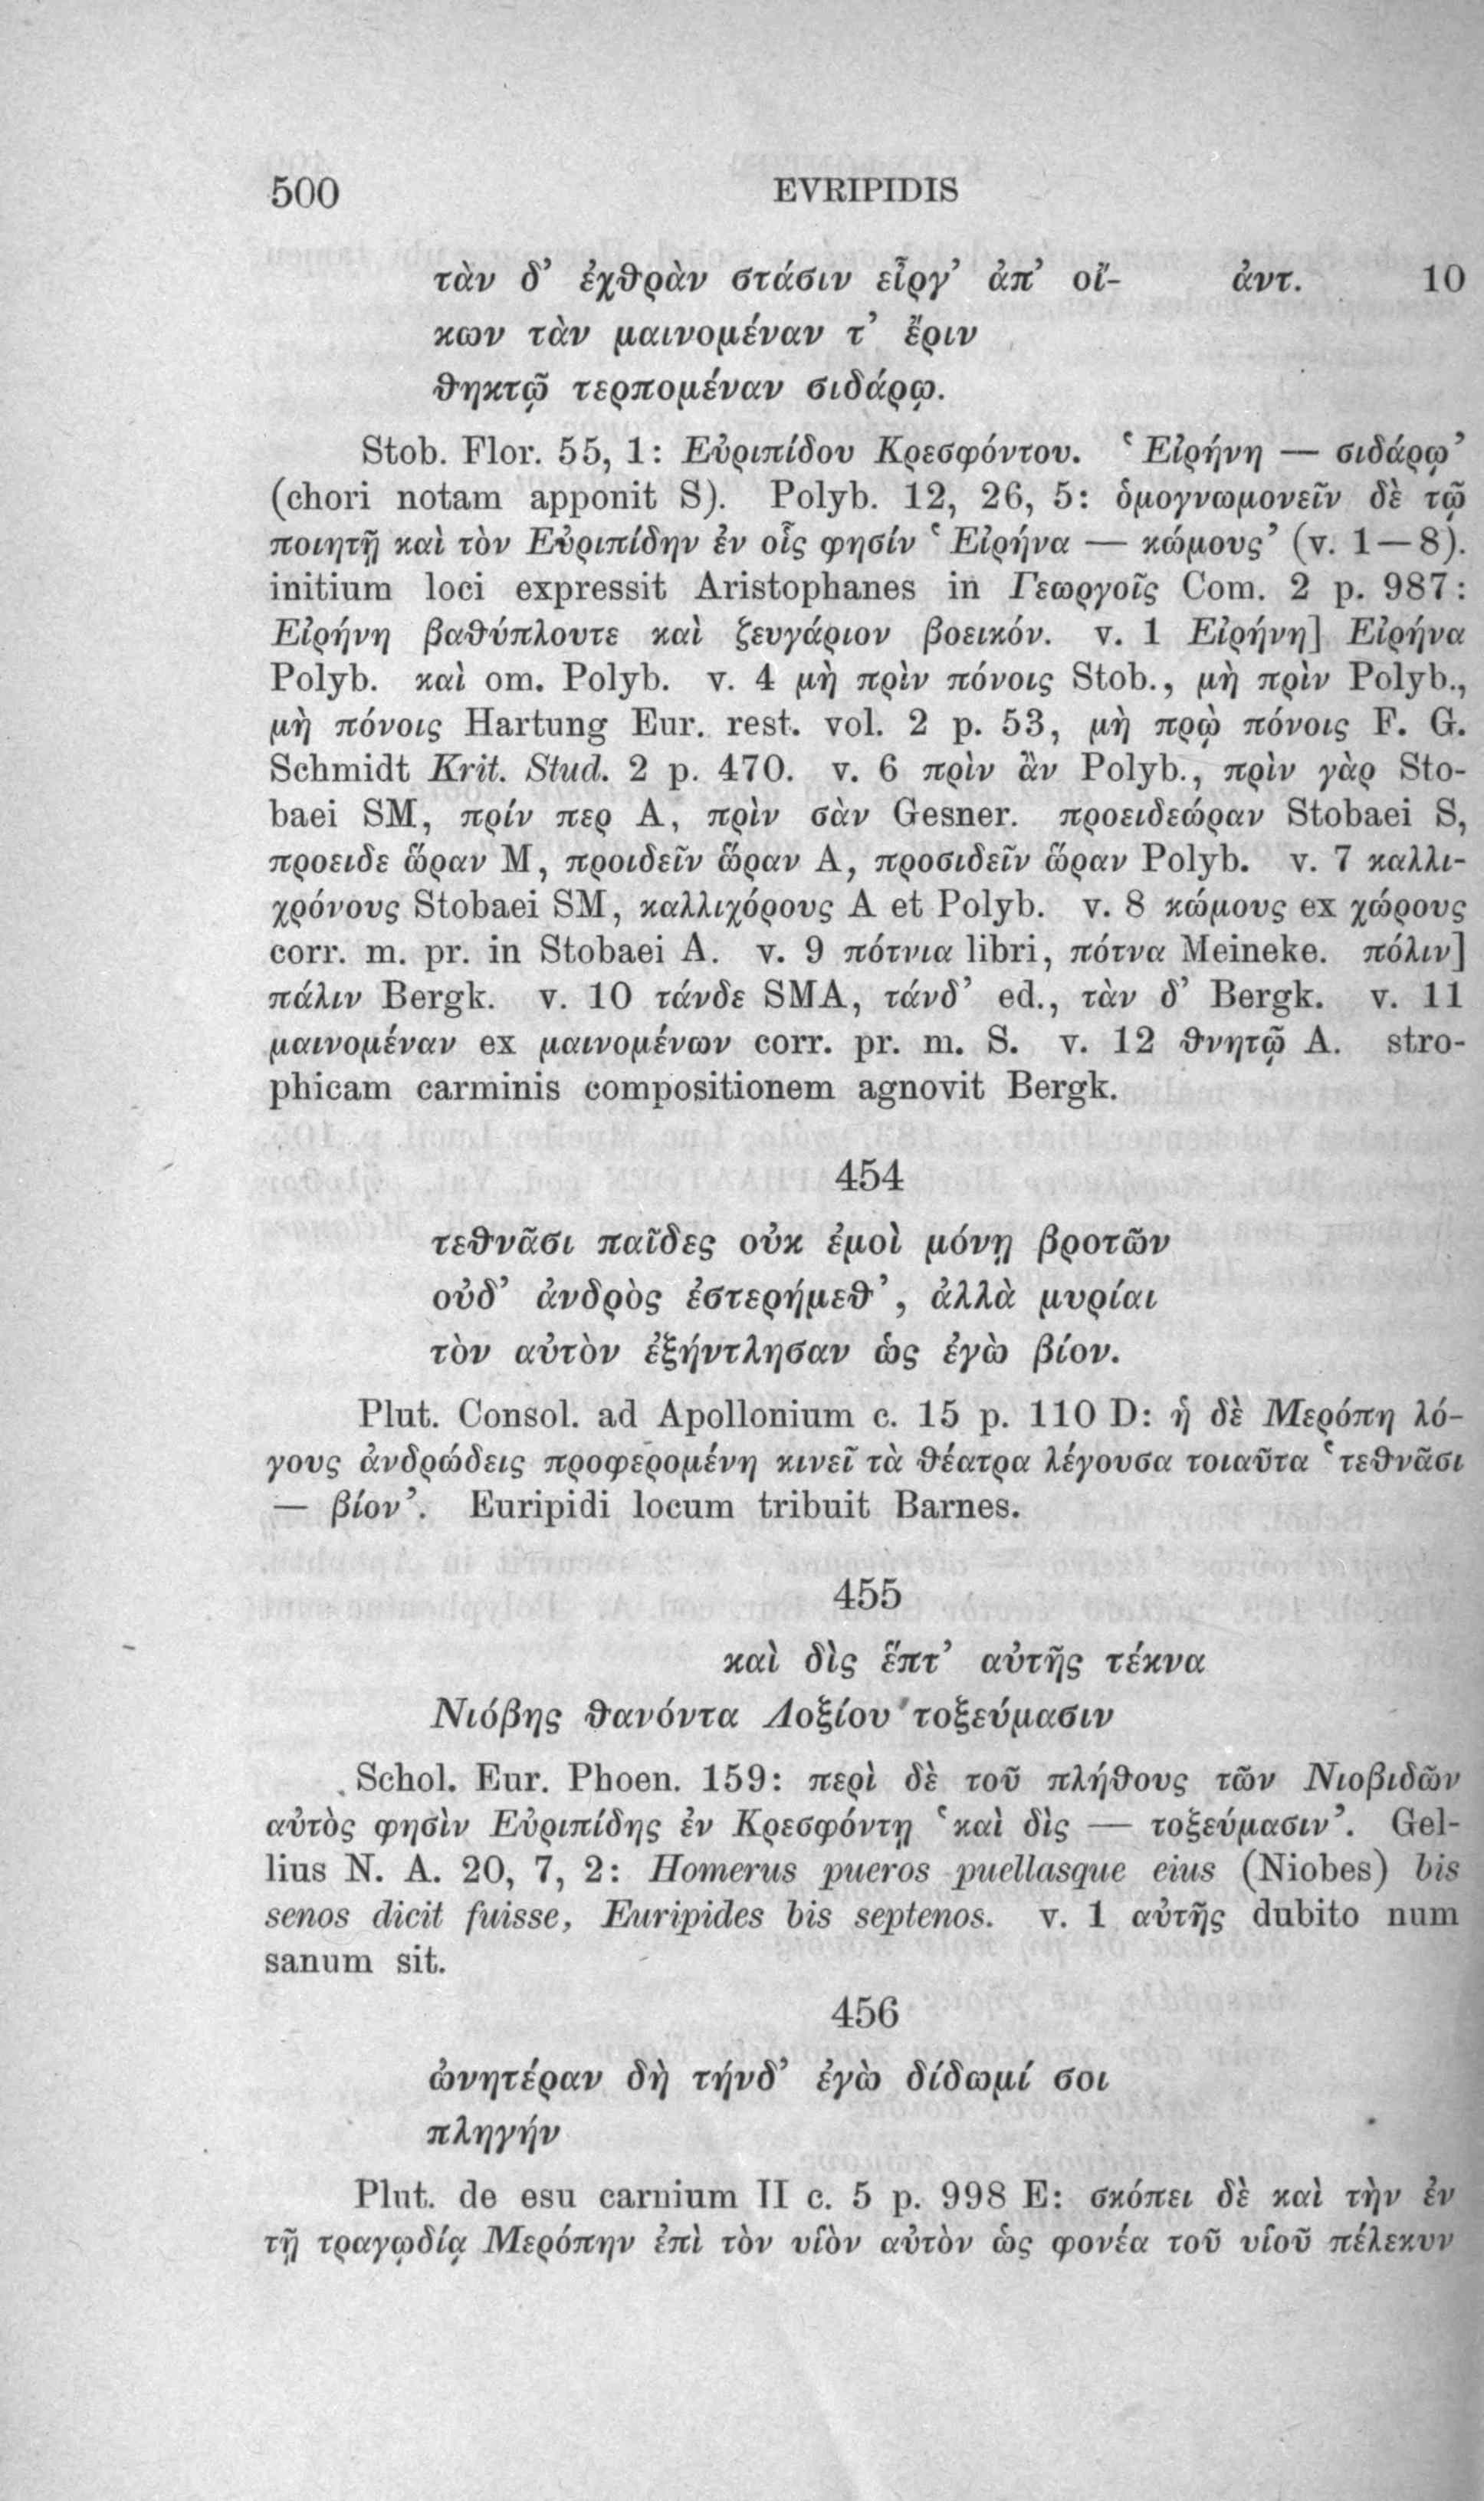 500 EVRIPIDIS
τὰν δ’ ἐχθρὰν στάσιν εἶργ’ ἀπ’ οἴ- ἀντ. 10
κων τὰν μαινομέναν τ’ ἔριν
θηκτῷ τερπομέναν σιδάρῳ.
Stob. Flor. 55, 1: Εὐριπίδου Κρεσφόντου. ‘Εἰρήνη — σιδάρῳ’
(chori notam apponit S). Polyb. 12, 26, 5: ὁμογνωμονεῖν δὲ τῷ
ποιητῇ καὶ τὸν Εὐριπίδην ἐν οἷς φησίν ‘Εἰρήνα — κώμους’ (v. 1—8).
initium loci expressit Aristophanes in Γεωργοῖς Com. 2 p. 987:
Εἰρήνη βαθύπλουτε καὶ ζευγάριον βοεικόν. v. 1 Εἰρήνη] Εἰρήνα
Polyb. καὶ om. Polyb. v. 4 μὴ πρὶν πόνοις Stob., μὴ πρὶν Polyb.,
μὴ πόνοις Hartung Eur. rest. vol. 2 p. 53, μὴ πρῲ πόνοις F. G.
Schmidt Krit. Stud. 2 p. 470. v. 6 πρὶν ἂν Polyb., πρὶν γὰρ Sto-
baei SM, πρίν περ A, πρὶν σὰν Gesner. προειδεώραν Stobaei S,
προειδε ὥραν M, προιδεῖν ὥραν A, προσιδεῖν ὥραν Polyb. v. 7 καλλι-
χρόνους Stobaei SM, καλλιχόρους A et Polyb. v. 8 κώμους ex χώρους
corr. m. pr. in Stobaei A. v. 9 πότνια libri, πότνα Meineke. πόλιν]
πάλιν Bergk. v. 10 τάνδε SMA, τάνδ’ ed., τὰν δ’ Bergk. v. 11
μαινομέναν ex μαινομένων corr. pr. m. S. v. 12 θνητῷ A. stro-
phicam carminis compositionem agnovit Bergk.
454
τεθνᾶσι παῖδες οὐκ ἐμοὶ μόνῃ βροτῶν
οὐδ’ ἀνδρὸς ἐστερήμεθ’, ἀλλὰ μυρίαι
τὸν αὐτὸν ἐξήντλησαν ὡς ἐγὼ βίον.
Plut. Consol. ad Apollonium c. 15 p. 110 D: ἡ δὲ Μερόπη λό-
γους ἀνδρώδεις προφερομένη κινεῖ τὰ θέατρα λέγουσα τοιαῦτα ‘τεθνᾶσι
— βίον’. Euripidi locum tribuit Barnes.
455
καὶ δὶς ἕπτ’ αὐτῆς τέκνα
Νιόβης θανόντα Λοξίου τοξεύμασιν
Schol. Eur. Phoen. 159: περὶ δὲ τοῦ πλήθους τῶν Νιοβιδῶν
αὐτὸς φησὶν Εὐριπίδης ἐν Κρεσφόντῃ ‘καὶ δὶς — τοξεύμασιν’. Gel-
lius N. A. 20, 7, 2: Homerus pueros puellasque eius (Niobes) bis
senos dicit fuisse, Euripides bis septenos. v. 1 αὐτῆς dubito num
sanum sit.
456
ὠνητέραν δὴ τήνδ’ ἐγὼ δίδωμί σοι
πληγήν
Plut. de esu carnium II c. 5 p. 998 E: σκόπει δὲ καὶ τὴν ἐν
τῇ τραγῳδίᾳ Μερόπην ἐπὶ τὸν υἱὸν αὐτὸν ὡς φονέα τοῦ υἱοῦ πέλεκυν